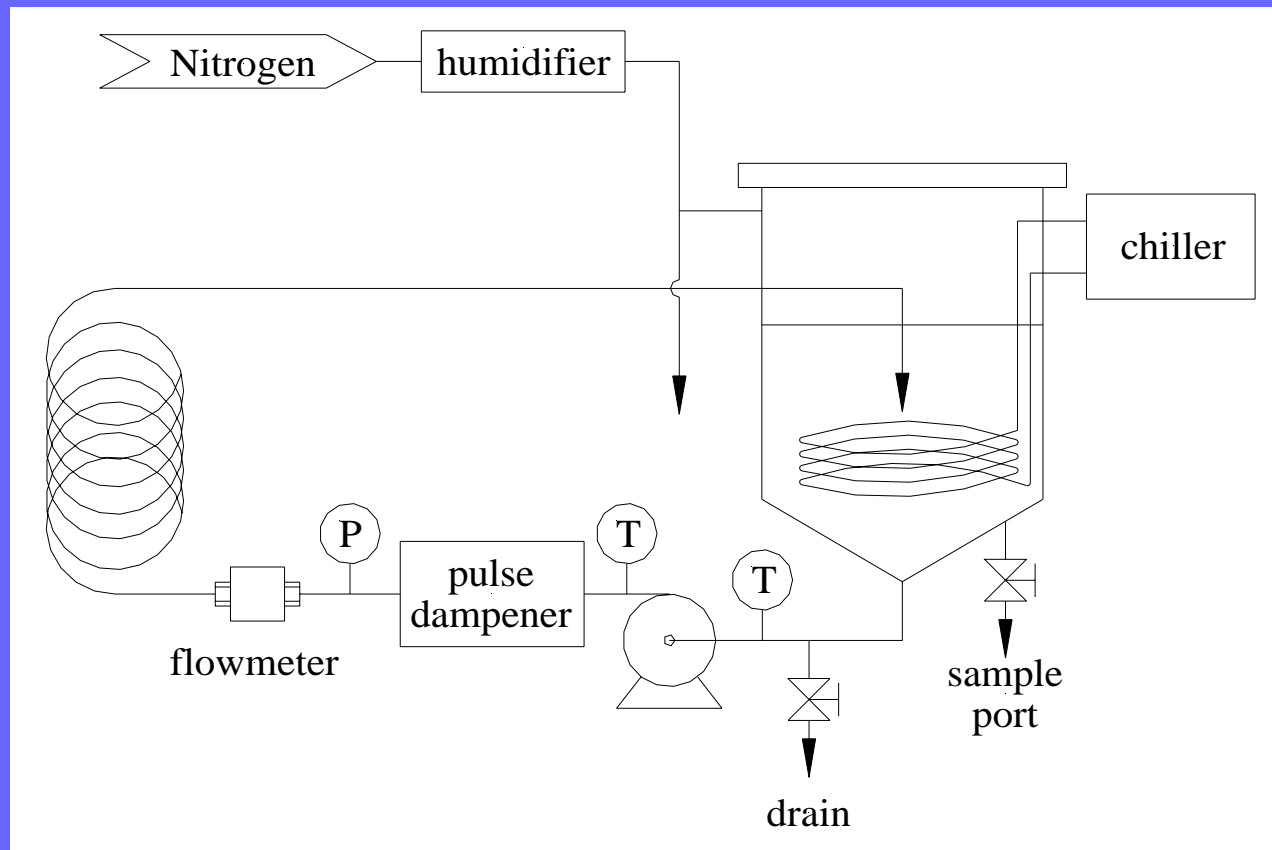 Nitrogen
humidifier
chiller
P
T
T
pulse
dampener
flowmeter
sample
port
drain